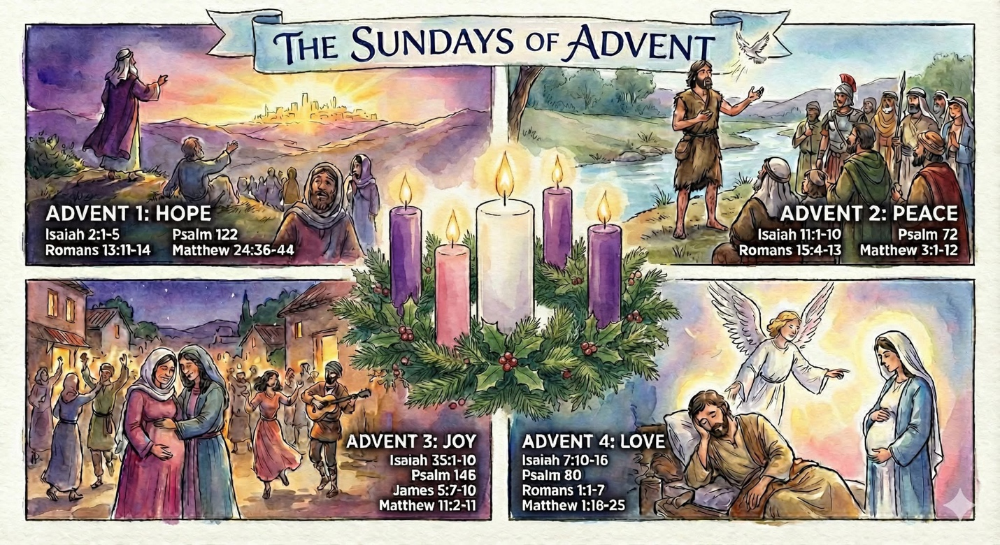 THE SUNDAYS OF ADVENT
ADVENT 1: HOPE
Isaiah 2:1-5 Psalm 122
Romans 13:11-14 Matthew 24:36-44
ADVENT 2: PEACE
Isaiah 11:1-10 Psalm 72
Romans 15:4-13 Matthew 3:1-12
ADVENT 3: JOY
Isaiah 35:1-10
Psalm 146
James 5:7-10
Matthew 11:2-11
ADVENT 4: LOVE
Isaiah 7:10-16
Psalm 80
Romans 1:1-7
Matthew 1:18-25